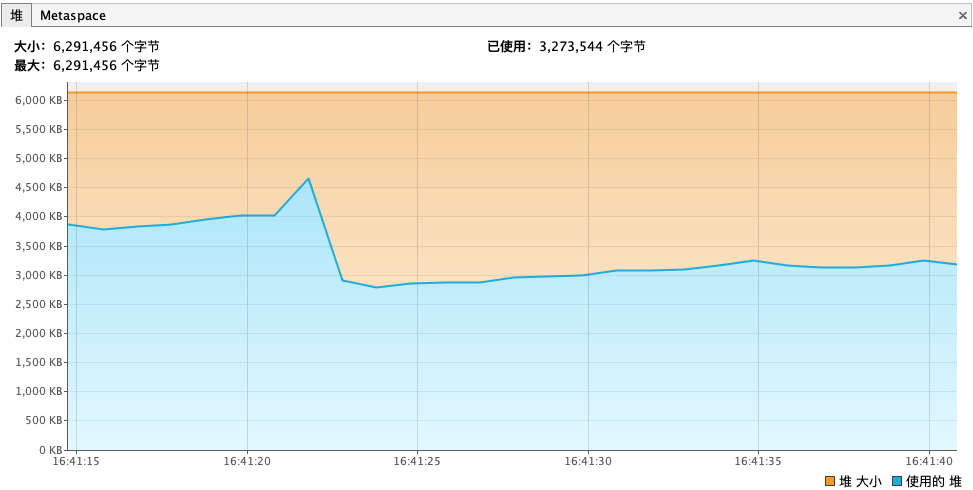 堆 Metaspace ×
大小: 6,291,456 个字节 已使用: 3,273,544 个字节
最大: 6,291,456 个字节
6,000 KB
5,500 KB
5,000 KB
4,500 KB
4,000 KB
3,500 KB
3,000 KB
2,500 KB
2,000 KB
1,500 KB
1,000 KB
500 KB
0 KB
16:41:15 16:41:20 16:41:25 16:41:30 16:41:35 16:41:40
堆 大小 使用的 堆